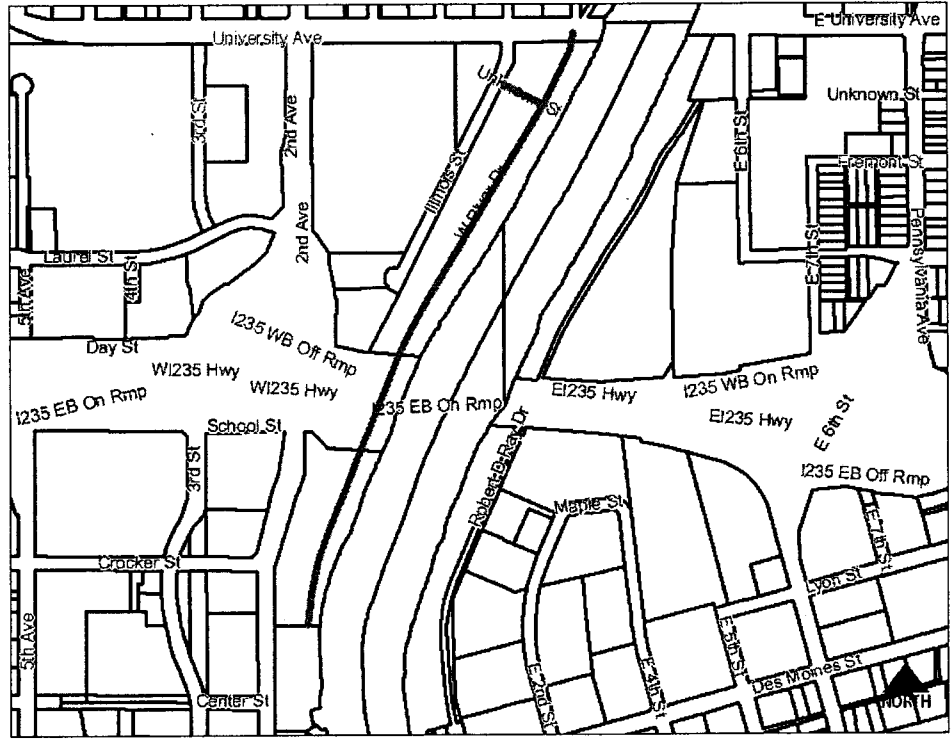 University Ave
E University Ave
Unknown St
Unknown St
3rd St
2nd Ave
E 6th St
Fremont St
Illinois St
W River Dr
2nd Ave
E 7th St
Pennsylvania Ave
Laurel St
4th St
5th Ave
I235 WB Off Rmp
Day St
WI235 Hwy
WI235 Hwy
I235 EB On Rmp
I235 EB On Rmp
EI235 Hwy
I235 WB On Rmp
EI235 Hwy
E 6th St
School St
Robert D Ray Dr
I235 EB Off Rmp
3rd St
Maple St
E 7th St
Crocker St
Lyon St
5th Ave
E 5th St
E 2nd St
E 4th St
Des Moines St
Center St
NORTH